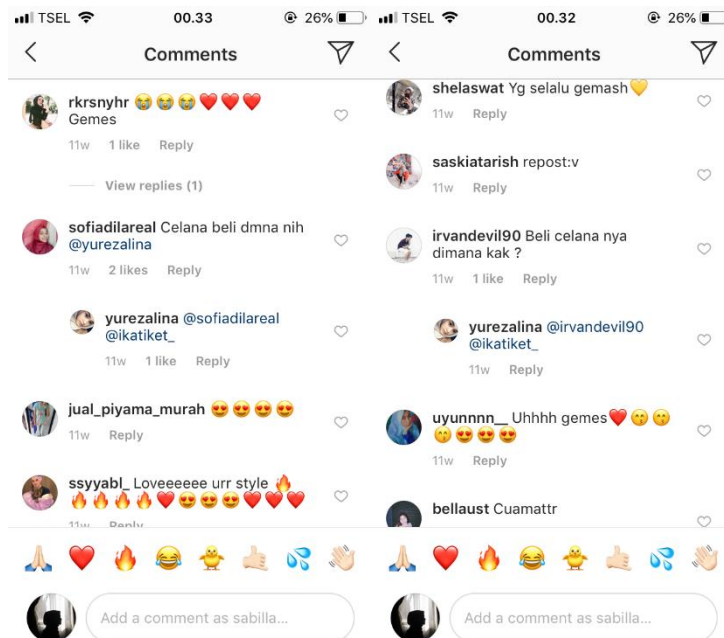 TSEL 00.33 26%
Comments
rkrsnyhr 😭😭😭❤️❤️❤️
Gemes
11w 1 like Reply
View replies (1)
sofiadilareal Celana beli dmna nih
@yurezalina
11w 2 likes Reply
yurezalina @sofiadilareal
@ikatiket_
11w 1 like Reply
jual_piyama_murah 😍😍😍😍
11w Reply
ssyyabl_ Loveeeeee urr style 🔥
🔥🔥🔥🔥❤️😍😍😍❤️❤️❤️
11w Reply
🙏🏻 ❤️ 🔥 😂 🐥 🤙🏻 💦 👋🏻
Add a comment as sabilla...
TSEL 00.32 26%
Comments
shelaswat Yg selalu gemash💛
11w Reply
saskiatarish repost:v
11w Reply
irvandevil90 Beli celana nya
dimana kak ?
11w 1 like Reply
yurezalina @irvandevil90
@ikatiket_
11w Reply
uyunnnn__ Uhhhh gemes❤️😙😙
😙😍😍😍
11w Reply
bellaust Cuamattr
🙏🏻 ❤️ 🔥 😂 🐥 🤙🏻 💦 👋🏻
Add a comment as sabilla...